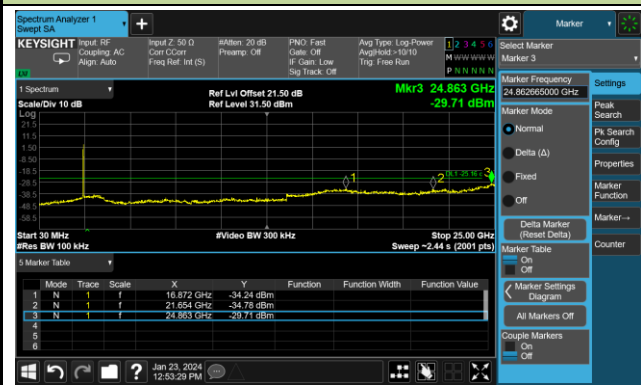 Spectrum Analyzer 1
Swept SA
Marker
KEYSIGHT
Input: RF
Coupling: AC
Align: Auto
Input Z: 50 Ω
Corr CCorr
Freq Ref: Int (S)
#Atten: 20 dB
Preamp: Off
PNO: Fast
Gate: Off
IF Gain: Low
Sig Track: Off
Avg Type: Log-Power
Avg|Hold:>10/10
Trig: Free Run
1 2 3 4 5 6
M W W W W W
P N N N N N
LXI
Select Marker
Marker 3
1 Spectrum
Scale/Div 10 dB
Log
Ref Lvl Offset 21.50 dB
Ref Level 31.50 dBm
Mkr3 24.863 GHz
-29.71 dBm
21.5
11.5
1.50
-8.50
-18.5
-28.5
-38.5
-48.5
-58.5
1
2
3
Start 30 MHz
#Res BW 100 kHz
#Video BW 300 kHz
Stop 25.00 GHz
Sweep ~2.44 s (2001 pts)
5 Marker Table
Mode Trace Scale X Y Function Function Width Function Value
1 N 1 f 16.872 GHz -34.24 dBm
2 N 1 f 21.654 GHz -34.78 dBm
3 N 1 f 24.863 GHz -29.71 dBm
4
5
6
Marker Frequency
24.862665000 GHz
Marker Mode
Normal
Delta (Δ)
Fixed
Off
Delta Marker
(Reset Delta)
Marker Table
On
Off
Marker Settings
Diagram
All Markers Off
Couple Markers
On
Off
Settings
Peak
Search
Pk Search
Config
Properties
Marker
Function
Marker→
Counter
Jan 23, 2024
12:53:29 PM